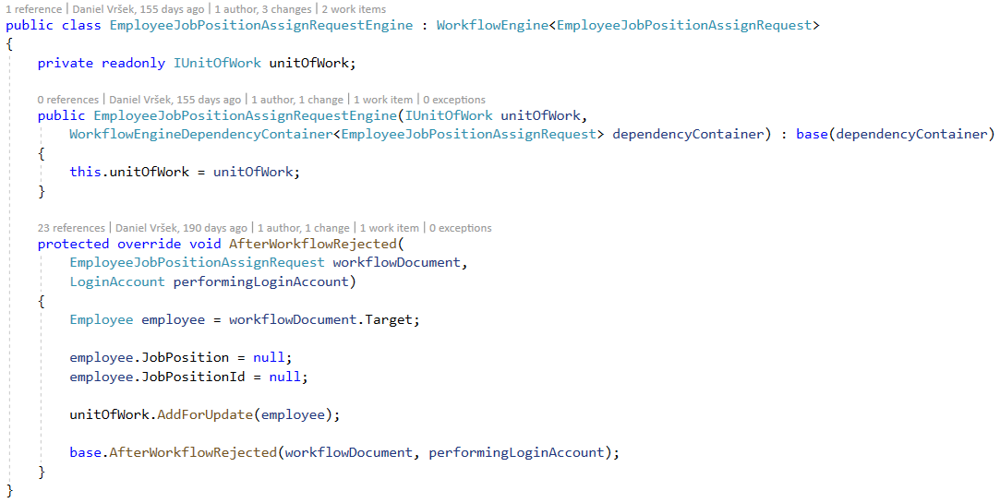 1 reference | Daniel Vršek, 155 days ago | 1 author, 3 changes | 2 work items
public class EmployeeJobPositionAssignRequestEngine : WorkflowEngine<EmployeeJobPositionAssignRequest>
{
private readonly IUnitOfWork unitOfWork;
0 references | Daniel Vršek, 155 days ago | 1 author, 1 change | 1 work item | 0 exceptions
public EmployeeJobPositionAssignRequestEngine(IUnitOfWork unitOfWork,
WorkflowEngineDependencyContainer<EmployeeJobPositionAssignRequest> dependencyContainer) : base(dependencyContainer)
{
this.unitOfWork = unitOfWork;
}
23 references | Daniel Vršek, 190 days ago | 1 author, 1 change | 1 work item | 0 exceptions
protected override void AfterWorkflowRejected(
EmployeeJobPositionAssignRequest workflowDocument,
LoginAccount performingLoginAccount)
{
Employee employee = workflowDocument.Target;
employee.JobPosition = null;
employee.JobPositionId = null;
unitOfWork.AddForUpdate(employee);
base.AfterWorkflowRejected(workflowDocument, performingLoginAccount);
}
}